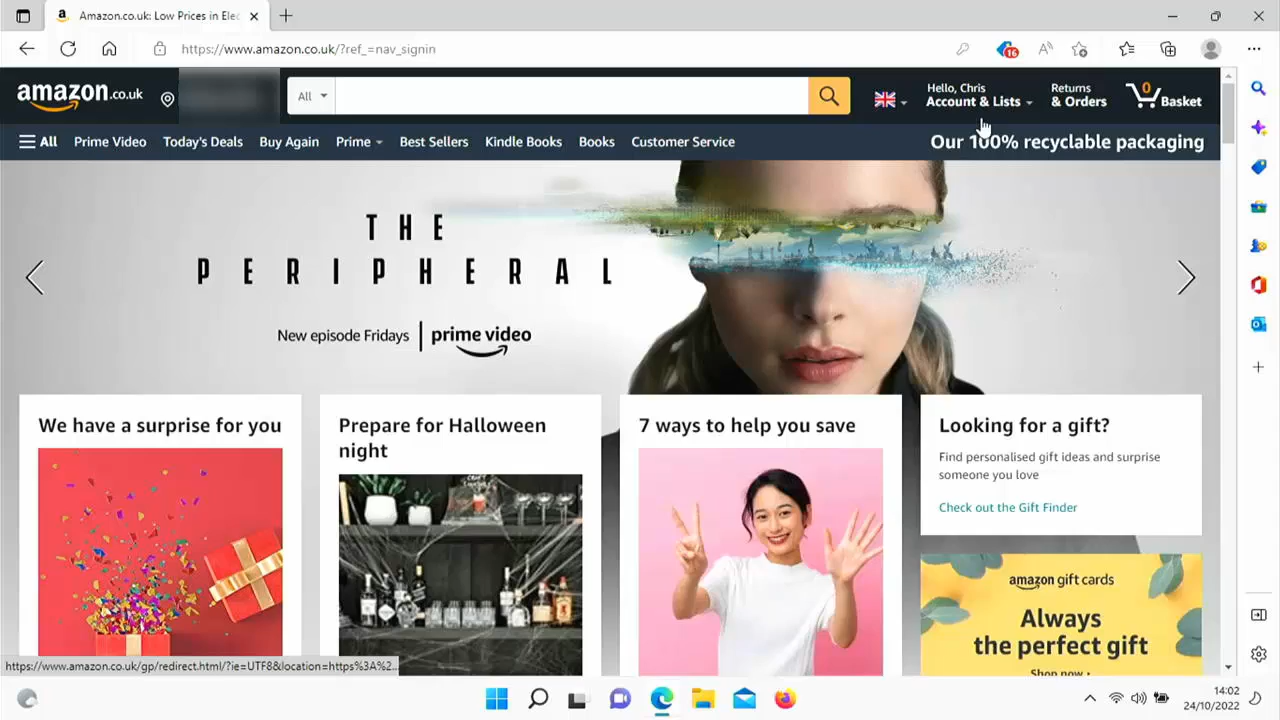 Amazon.co.uk: Low Prices in Elec
https://www.amazon.co.uk/?ref_=nav_signin
16
amazon.co.uk
All
Hello, Chris
Account & Lists
Returns
& Orders
0
Basket
All
Prime Video
Today's Deals
Buy Again
Prime
Best Sellers
Kindle Books
Books
Customer Service
Our 100% recyclable packaging
THE
PERIPHERAL
New episode Fridays
prime video
We have a surprise for you
Prepare for Halloween
night
7 ways to help you save
Looking for a gift?
Find personalised gift ideas and surprise
someone you love
Check out the Gift Finder
amazon gift cards
Always
the perfect gift
Shop now
https://www.amazon.co.uk/gp/redirect.html/?ie=UTF8&location=https%3A%2...
14:02
24/10/2022